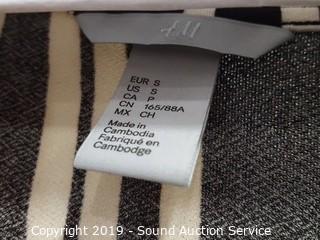 H&M
EUR S
US S
CA P
CN 165/88A
MX CH
Made in
Cambodia
Fabriqué en
Cambodge
Copyright 2019 - Sound Auction Service